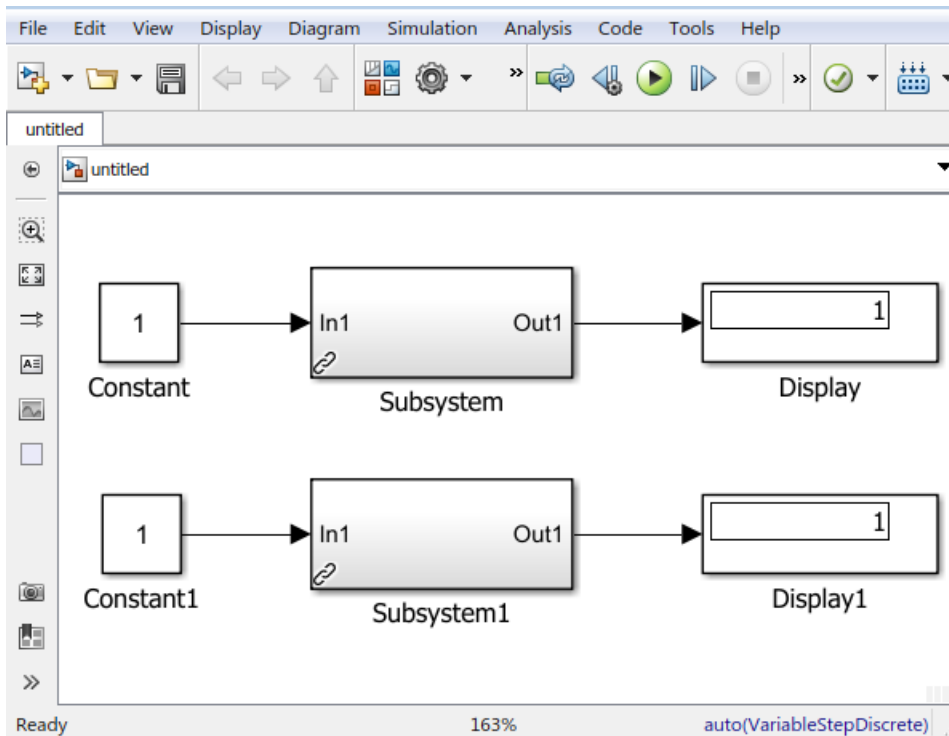 File Edit View Display Diagram Simulation Analysis Code Tools Help
» »
untitled
untitled
1 In1 Out1 1
Constant Subsystem Display
1 In1 Out1 1
Constant1 Subsystem1 Display1
Ready 163% auto(VariableStepDiscrete)